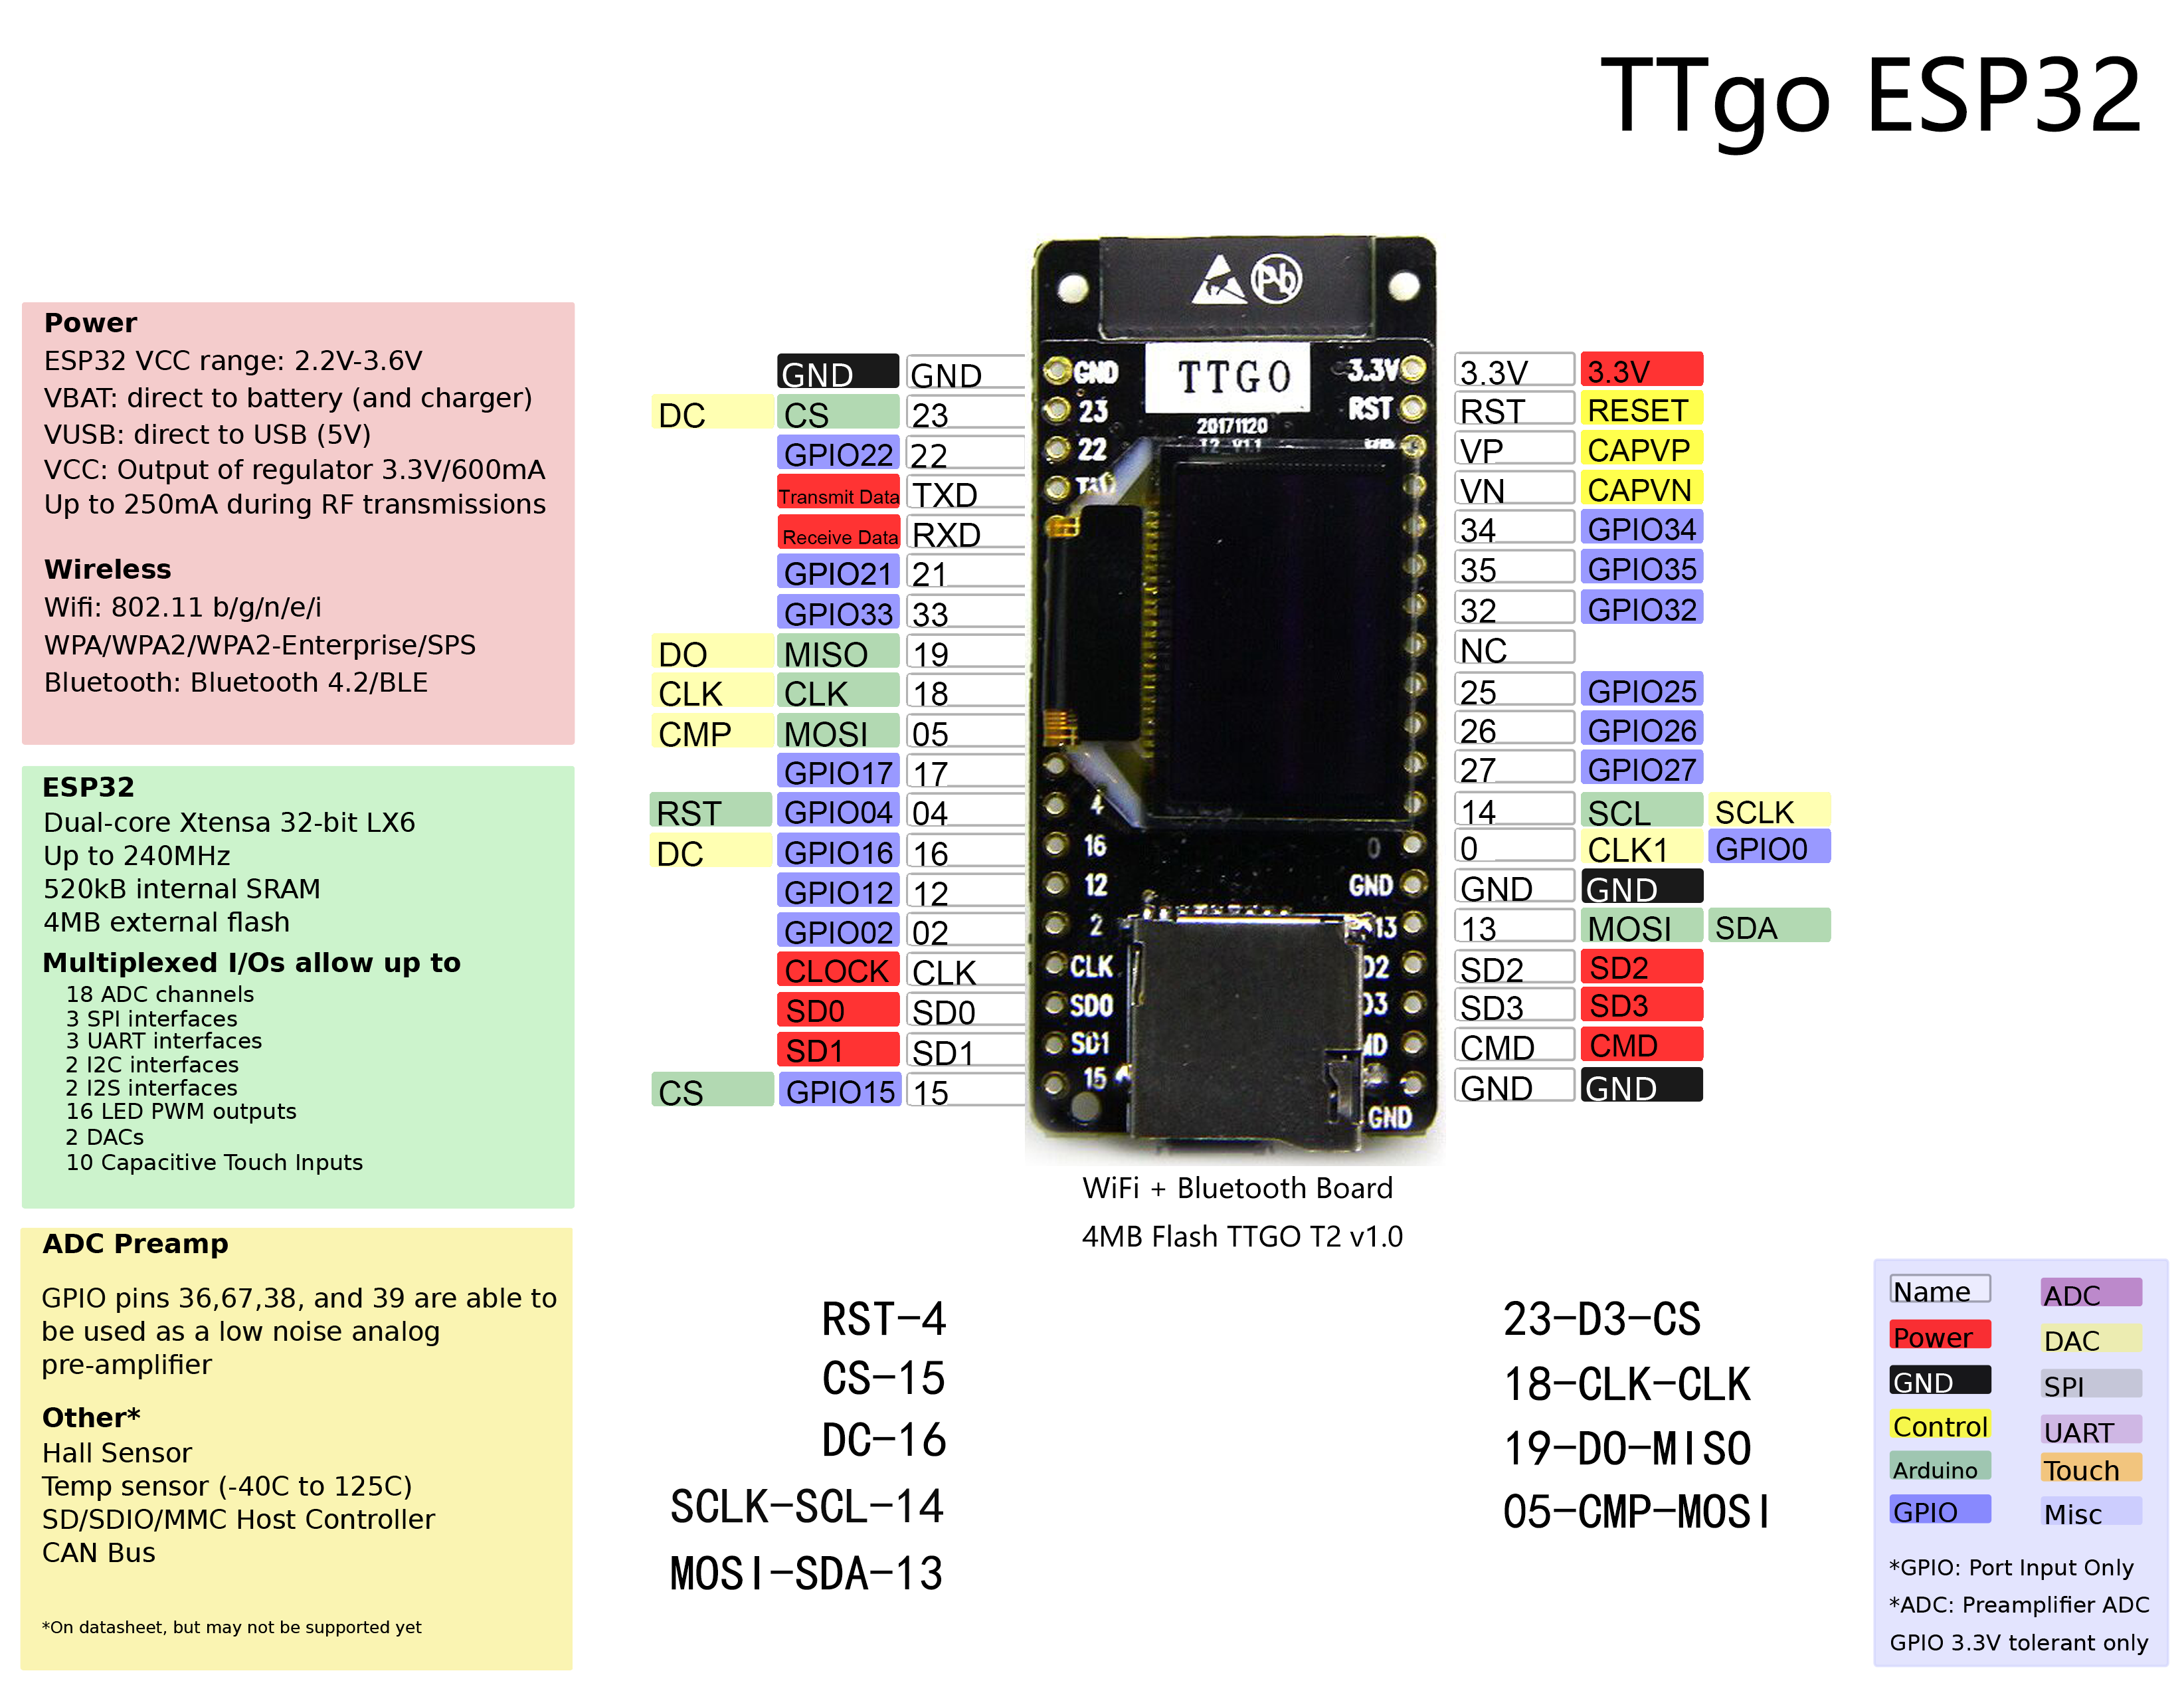 TTgo ESP32
Power
ESP32 VCC range: 2.2V-3.6V
VBAT: direct to battery (and charger)
VUSB: direct to USB (5V)
VCC: Output of regulator 3.3V/600mA
Up to 250mA during RF transmissions
Wireless
Wifi: 802.11 b/g/n/e/i
WPA/WPA2/WPA2-Enterprise/SPS
Bluetooth: Bluetooth 4.2/BLE
ESP32
Dual-core Xtensa 32-bit LX6
Up to 240MHz
520kB internal SRAM
4MB external flash
Multiplexed I/Os allow up to
18 ADC channels
3 SPI interfaces
3 UART interfaces
2 I2C interfaces
2 I2S interfaces
16 LED PWM outputs
2 DACs
10 Capacitive Touch Inputs
ADC Preamp
GPIO pins 36,67,38, and 39 are able to
be used as a low noise analog
pre-amplifier
Other*
Hall Sensor
Temp sensor (-40C to 125C)
SD/SDIO/MMC Host Controller
CAN Bus
*On datasheet, but may not be supported yet
GND GND
DC CS 23
GPIO22 22
Transmit Data TXD
Receive Data RXD
GPIO21 21
GPIO33 33
DO MISO 19
CLK CLK 18
CMP MOSI 05
GPIO17 17
RST GPIO04 04
DC GPIO16 16
GPIO12 12
GPIO02 02
CLOCK CLK
SD0 SD0
SD1 SD1
CS GPIO15 15
Pb
TTGO
20171120
GND
23
22
TXD
4
16
12
2
CLK
SD0
SD1
15
3.3V
RST
0
GND
13
D2
D3
MD
GND
3.3V 3.3V
RST RESET
VP CAPVP
VN CAPVN
34 GPIO34
35 GPIO35
32 GPIO32
NC
25 GPIO25
26 GPIO26
27 GPIO27
14 SCL SCLK
0 CLK1 GPIO0
GND GND
13 MOSI SDA
SD2 SD2
SD3 SD3
CMD CMD
GND GND
WiFi + Bluetooth Board
4MB Flash TTGO T2 v1.0
RST-4
CS-15
DC-16
SCLK-SCL-14
MOSI-SDA-13
23-D3-CS
18-CLK-CLK
19-DO-MISO
05-CMP-MOSI
Name ADC
Power DAC
GND SPI
Control UART
Arduino Touch
GPIO Misc
*GPIO: Port Input Only
*ADC: Preamplifier ADC
GPIO 3.3V tolerant only